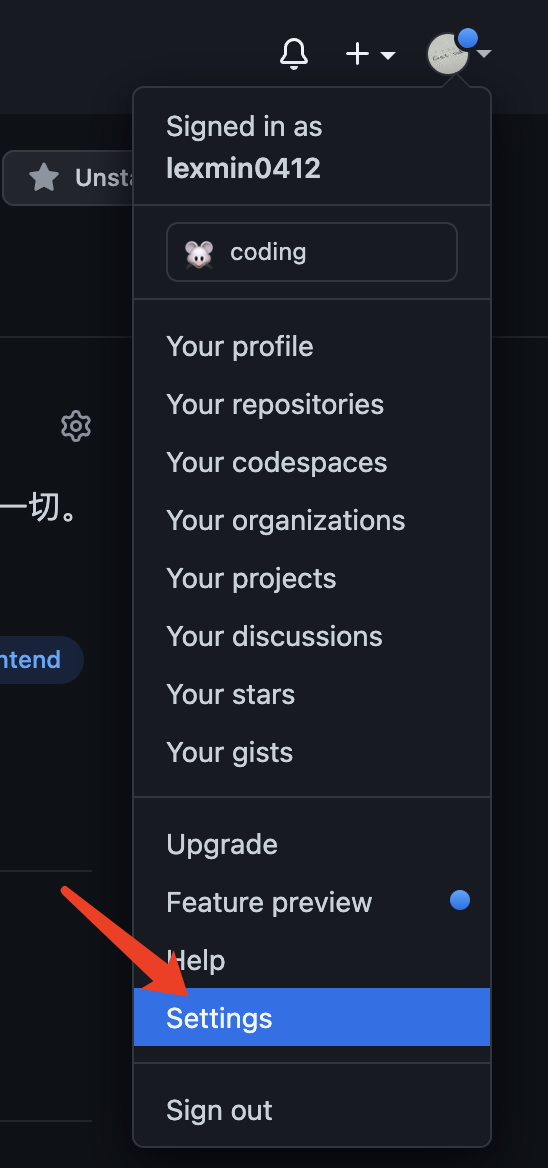 Signed in as
lexmin0412
Unsta
coding
Your profile
Your repositories
Your codespaces
一切。
Your organizations
Your projects
Your discussions
ntend
Your stars
Your gists
Upgrade
Feature preview
Help
Settings
Sign out